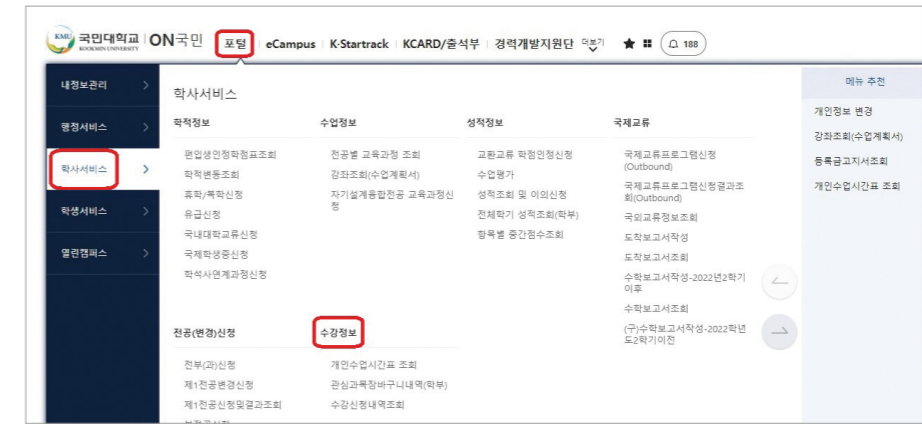 KMU 국민대학교 ON국민 포털 eCampus K-Startrack KCARD/출석부 경력개발지원단 더보기 188
KOOKMIN UNIVERSITY
내정보관리
행정서비스
학사서비스
학생서비스
열린캠퍼스
학사서비스
학적정보
편입생인정학점표조회
학적변동조회
휴학/복학신청
유급신청
국내대학교류신청
국제학생증신청
학석사연계과정신청
수업정보
전공별 교육과정 조회
강좌조회(수업계획서)
자기설계융합전공 교육과정신
청
성적정보
교환교류 학점인정신청
수업평가
성적조회 및 이의신청
전체학기 성적조회(학부)
항목별 중간점수조회
국제교류
국제교류프로그램신청
(Outbound)
국제교류프로그램신청결과조
회(Outbound)
국외교류정보조회
도착보고서작성
도착보고서조회
수학보고서작성-2022년2학기
이후
수학보고서조회
(구)수학보고서작성-2022학년
도2학기이전
전공(변경)신청
전부(과)신청
제1전공변경신청
제1전공신청및결과조회
수강정보
개인수업시간표 조회
관심과목장바구니내역(학부)
수강신청내역조회
메뉴 추천
개인정보 변경
강좌조회(수업계획서)
등록금고지서조회
개인수업시간표 조회